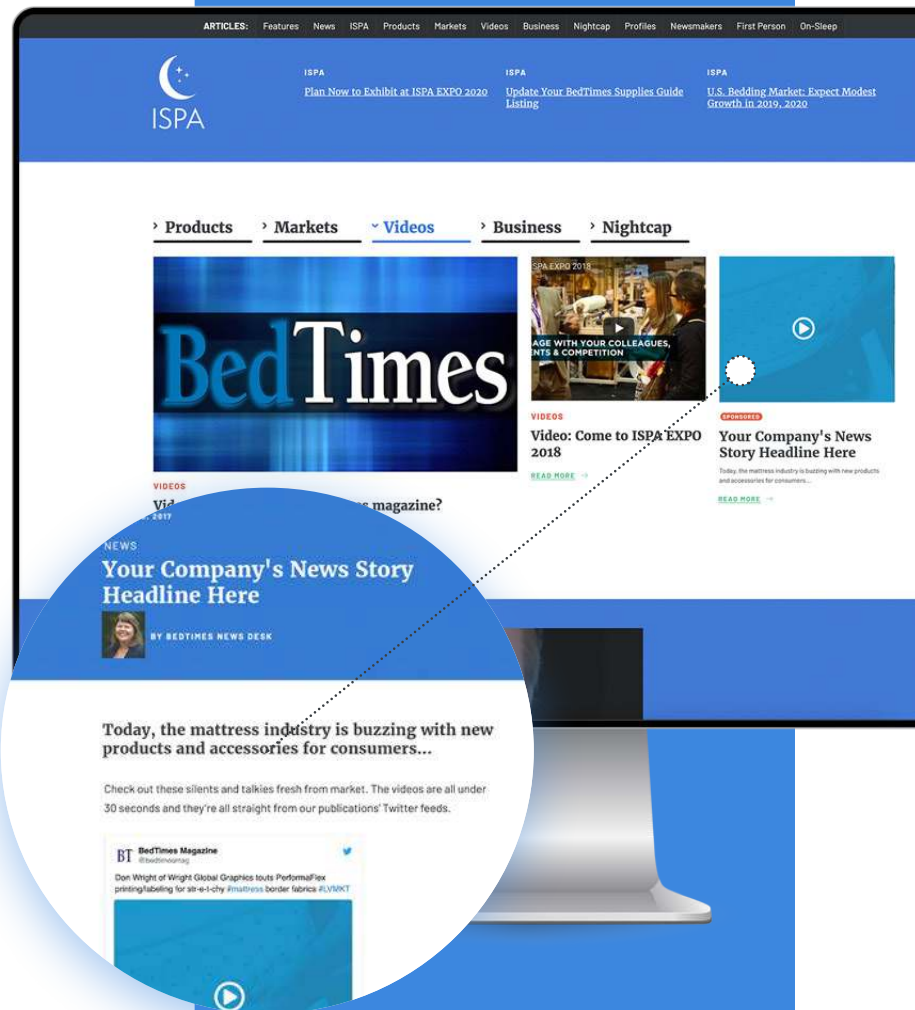 ARTICLES: Features News ISPA Products Markets Videos Business Nightcap Profiles Newsmakers First Person On-Sleep
ISPA
ISPA
Plan Now to Exhibit at ISPA EXPO 2020
ISPA
Update Your BedTimes Supplies Guide
Listing
ISPA
U.S. Bedding Market: Expect Modest
Growth in 2019, 2020
› Products › Markets ˅ Videos › Business › Nightcap
BedTimes
VIDEOS
magazine?
2017
ISPA EXPO 2018
AGE WITH YOUR COLLEAGUES,
NTS & COMPETITION
VIDEOS
Video: Come to ISPA EXPO
2018
READ MORE →
SPONSORED
Your Company's News
Story Headline Here
Today, the mattress industry is buzzing with new products
and accessories for consumers...
READ MORE →
NEWS
Your Company's News Story
Headline Here
BY BEDTIMES NEWS DESK
Today, the mattress industry is buzzing with new
products and accessories for consumers...
Check out these silents and talkies fresh from market. The videos are all under
30 seconds and they're all straight from our publications' Twitter feeds.
BT BedTimes Magazine
@bedtimesmag
Don Wright of Wright Global Graphics touts PerformaFlex
printing/labeling for str-e-t-chy #mattress border fabrics #LVMKT